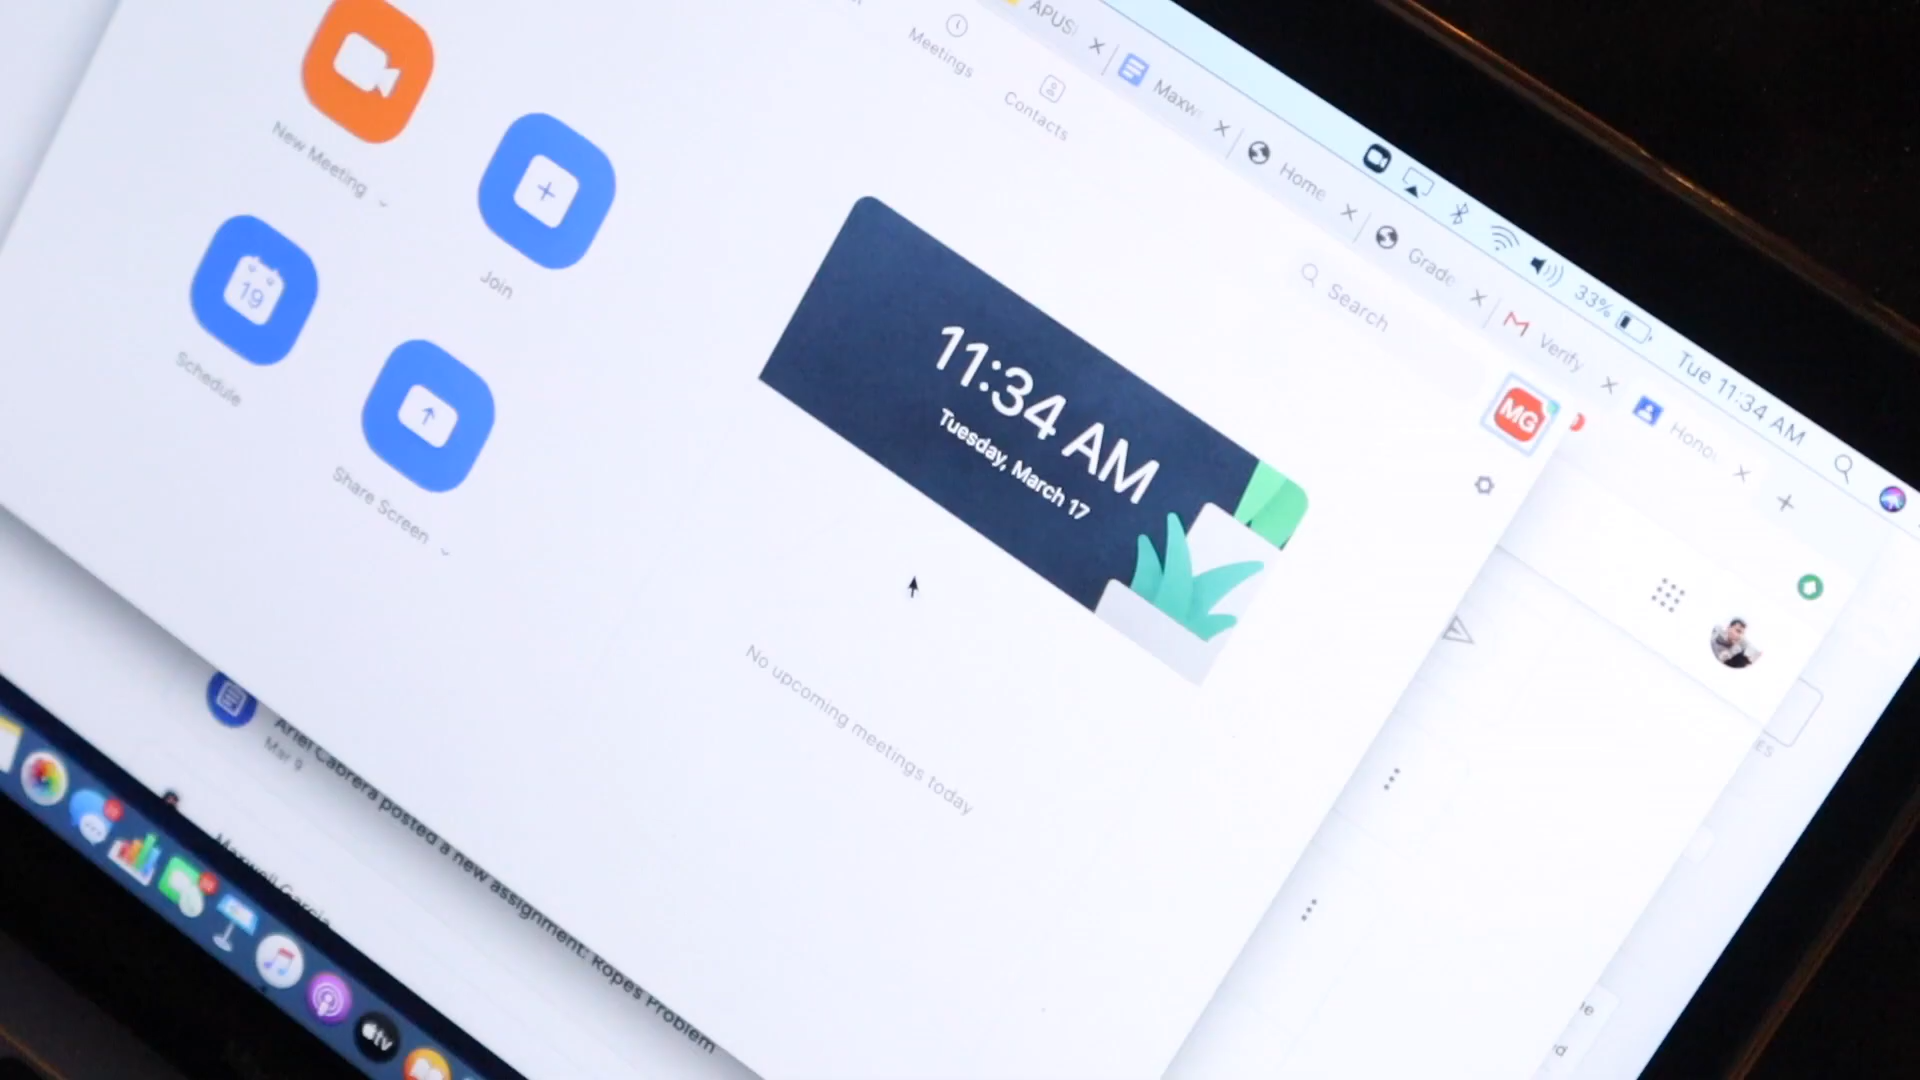 Tue 11:34 AM
33%
Maxw
Home
Grade
Verify
Meetings
Contacts
Search
MG
New Meeting
Join
19
Schedule
Share Screen
11:34 AM
Tuesday, March 17
No upcoming meetings today
Ariel Cabrera posted a new assignment: Ropes Problem
Mar 9
Maxwell Garcia
tv